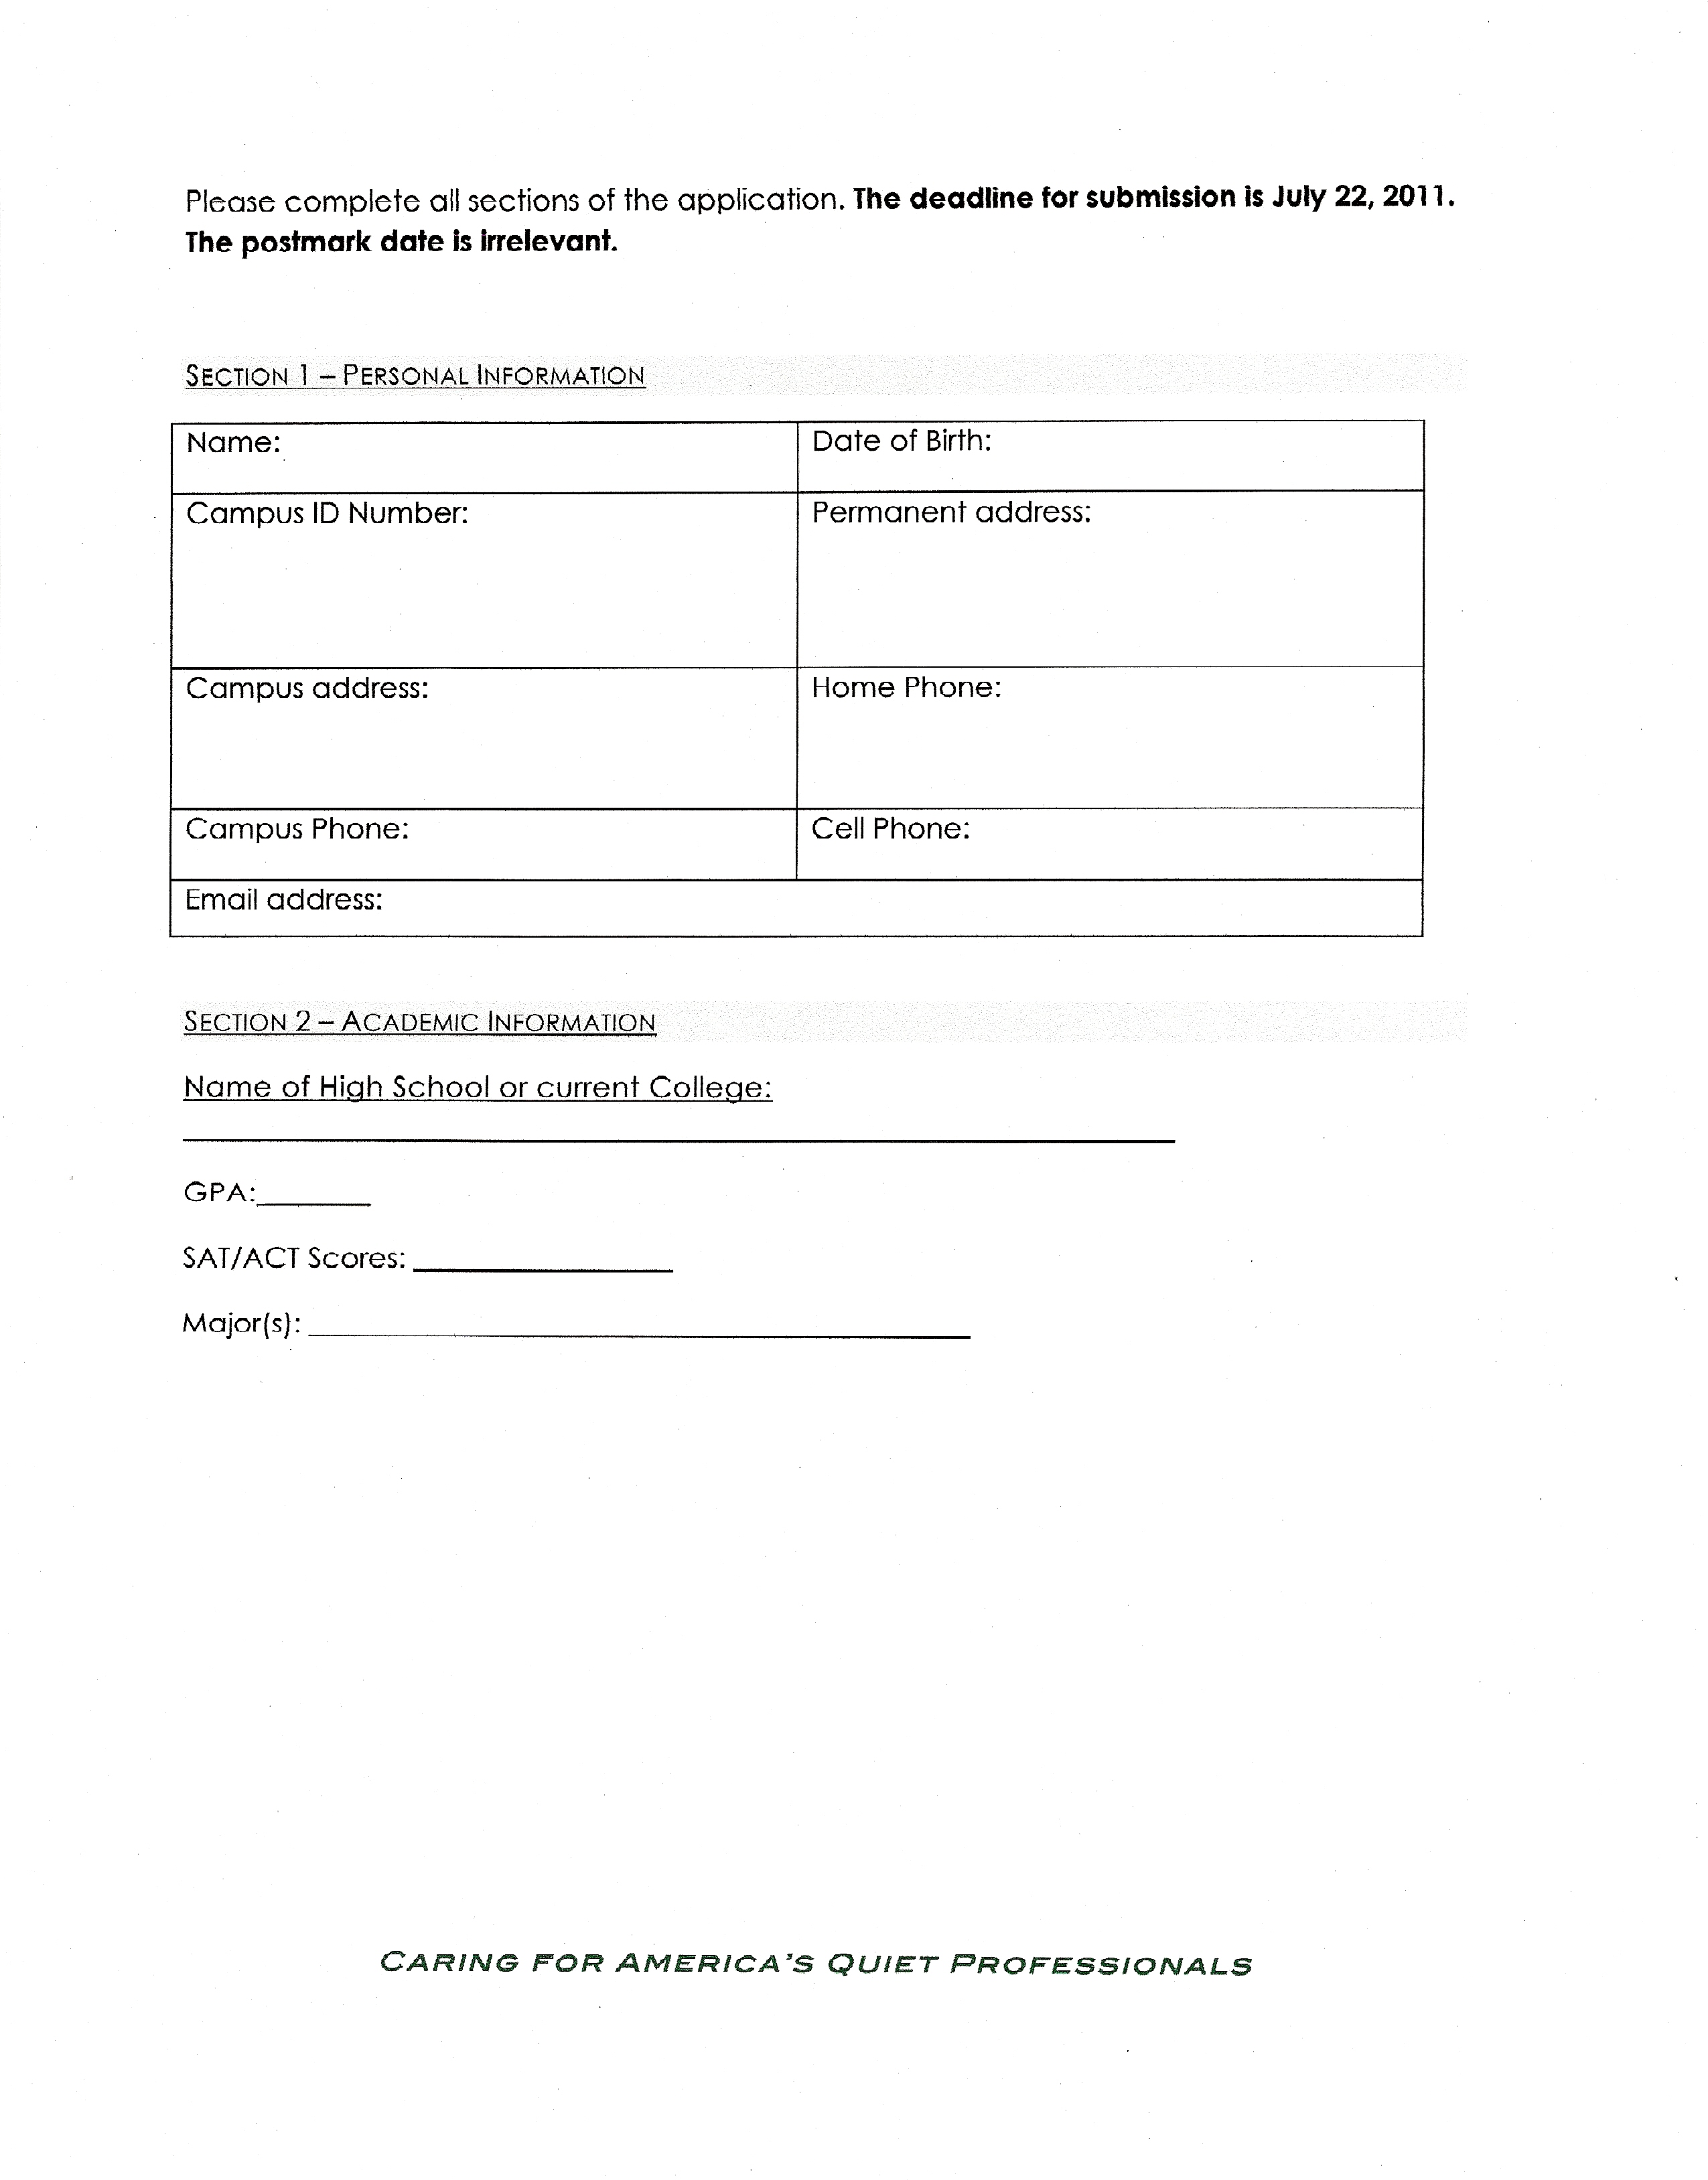 Please complete all sections of the application. The deadline for submission is July 22, 2011.
The postmark date is irrelevant.
SECTION 1 – PERSONAL INFORMATION
Name:
Date of Birth:
Campus ID Number:
Permanent address:
Campus address:
Home Phone:
Campus Phone:
Cell Phone:
Email address:
SECTION 2 – ACADEMIC INFORMATION
Name of High School or current College:
GPA:
SAT/ACT Scores:
Major(s):
CARING FOR AMERICA'S QUIET PROFESSIONALS